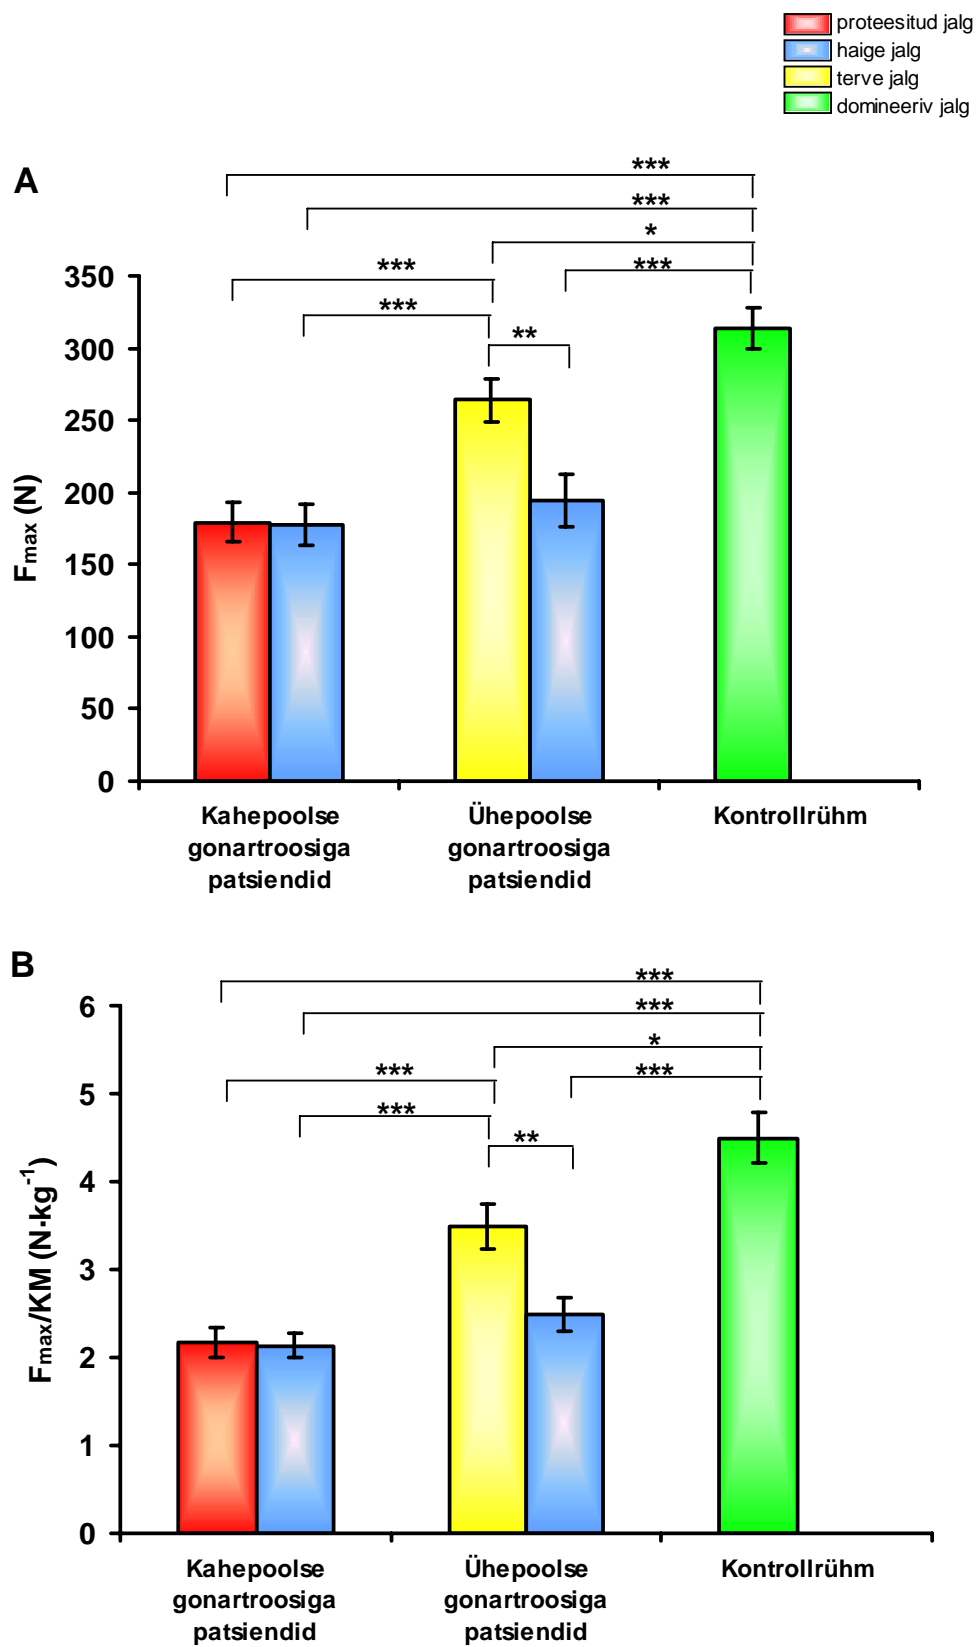 proteesitud jalg
haige jalg
terve jalg
domineeriv jalg
A
***
***
*
***
***
***
**
350
300
250
200
150
100
50
0
Fmax (N)
Kahepoolse
gonartroosiga
patsiendid
Ühepoolse
gonartroosiga
patsiendid
Kontrollrühm
B
***
***
*
***
***
***
**
6
5
4
3
2
1
0
Fmax/KM (N·kg⁻¹)
Kahepoolse
gonartroosiga
patsiendid
Ühepoolse
gonartroosiga
patsiendid
Kontrollrühm